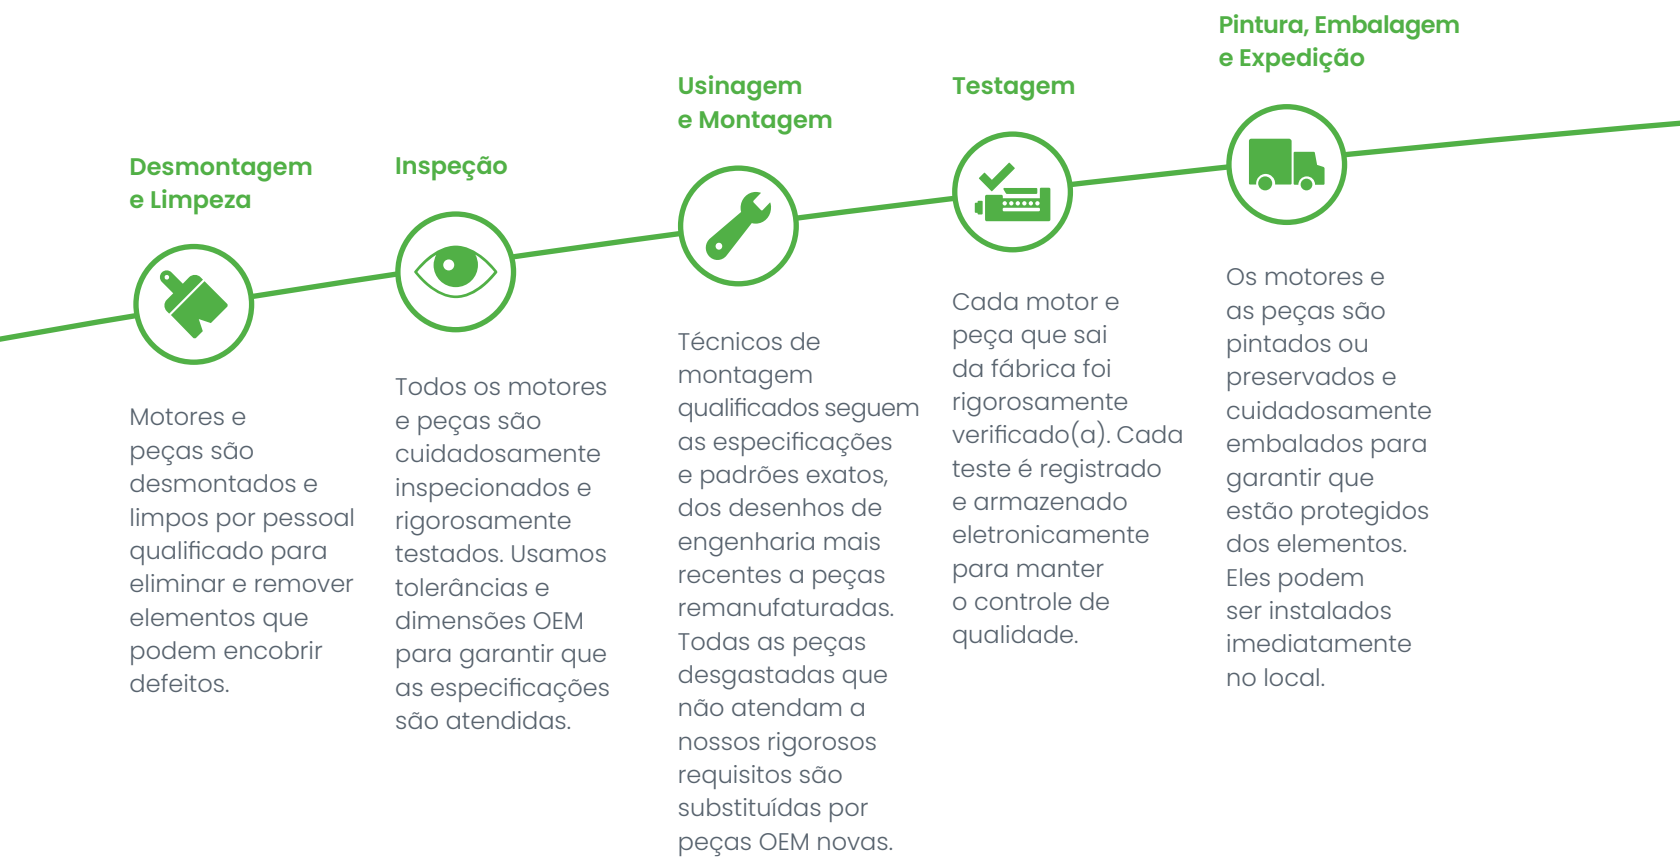 Desmontagem
e Limpeza
Motores e
peças são
desmontados e
limpos por pessoal
qualificado para
eliminar e remover
elementos que
podem encobrir
defeitos.
Inspeção
Todos os motores
e peças são
cuidadosamente
inspecionados e
rigorosamente
testados. Usamos
tolerâncias e
dimensões OEM
para garantir que
as especificações
são atendidas.
Usinagem
e Montagem
Técnicos de
montagem
qualificados seguem
as especificações
e padrões exatos,
dos desenhos de
engenharia mais
recentes a peças
remanufaturadas.
Todas as peças
desgastadas que
não atendam a
nossos rigorosos
requisitos são
substituídas por
peças OEM novas.
Testagem
Cada motor e
peça que sai
da fábrica foi
rigorosamente
verificado(a). Cada
teste é registrado
e armazenado
eletronicamente
para manter
o controle de
qualidade.
Pintura, Embalagem
e Expedição
Os motores e
as peças são
pintados ou
preservados e
cuidadosamente
embalados para
garantir que
estão protegidos
dos elementos.
Eles podem
ser instalados
imediatamente
no local.